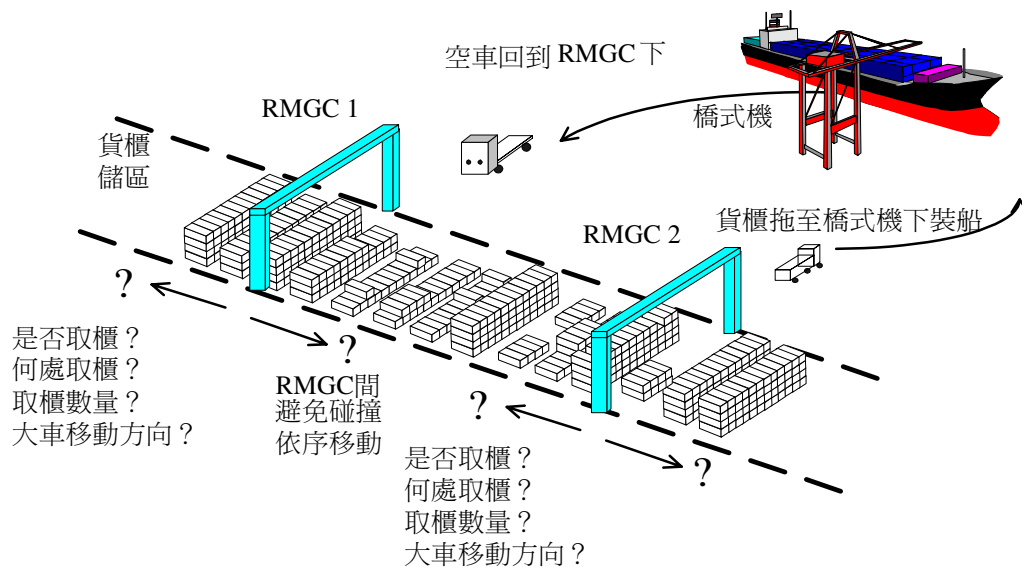 空車回到 RMGC 下
RMGC 1
橋式機
貨櫃
儲區
貨櫃拖至橋式機下裝船
RMGC 2
?
?
是否取櫃？
何處取櫃？
取櫃數量？
大車移動方向？
RMGC間
避免碰撞
依序移動
?
?
是否取櫃？
何處取櫃？
取櫃數量？
大車移動方向？